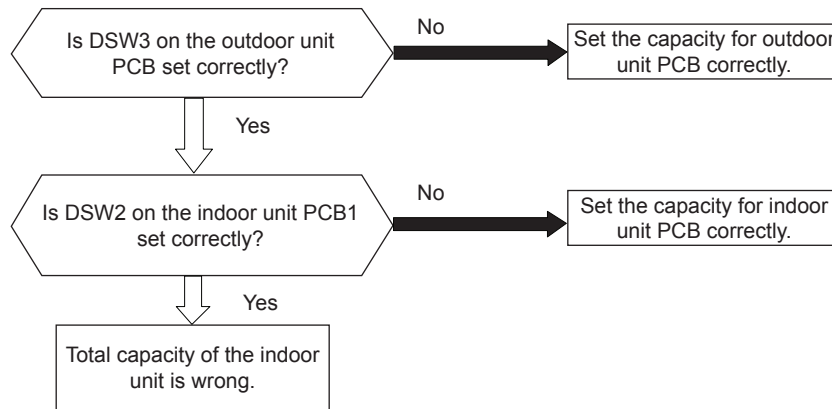 Is DSW3 on the outdoor unit
PCB set correctly?
No
Set the capacity for outdoor
unit PCB correctly.
Yes
Is DSW2 on the indoor unit PCB1
set correctly?
No
Set the capacity for indoor
unit PCB correctly.
Yes
Total capacity of the indoor
unit is wrong.